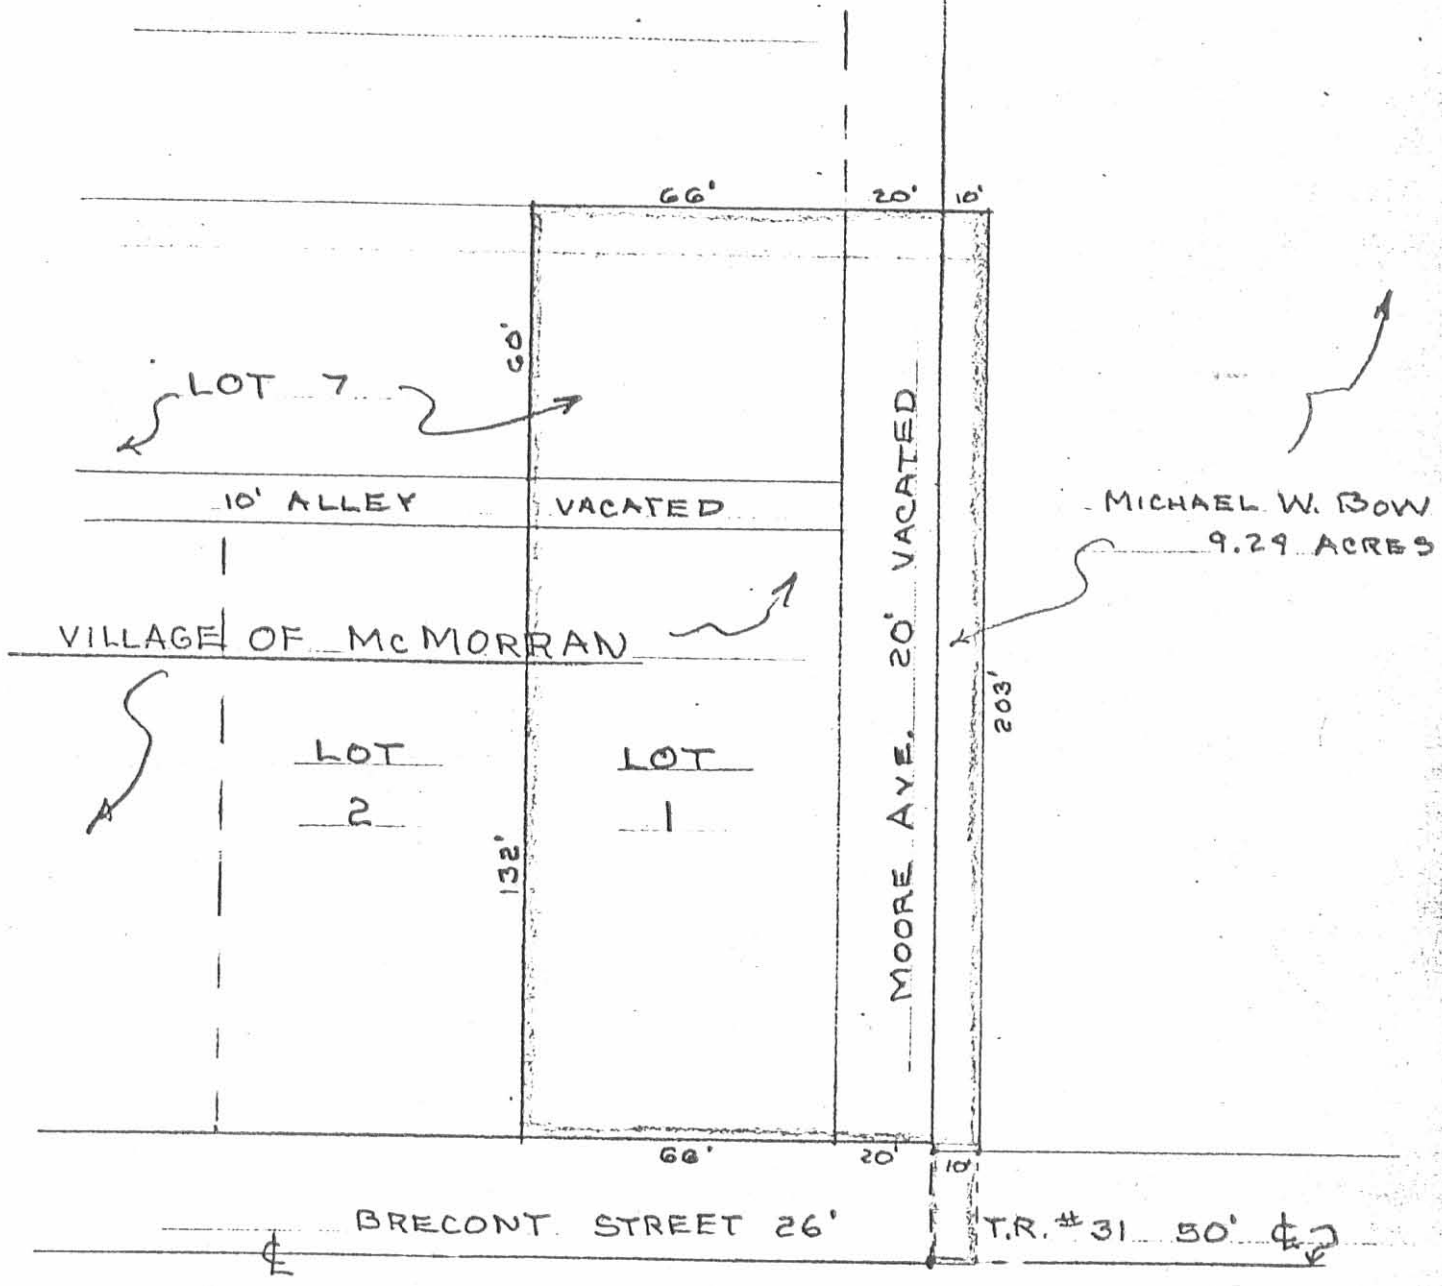 66' 20' 10'
60'
LOT 7
10' ALLEY VACATED
MOORE AVE. 20' VACATED
MICHAEL W. BOW
9.29 ACRES
VILLAGE OF McMORRAN
203'
LOT
2
LOT
1
132'
66' 20' 10'
BRECONT STREET 26'
T.R. #31 50' ℄
℄